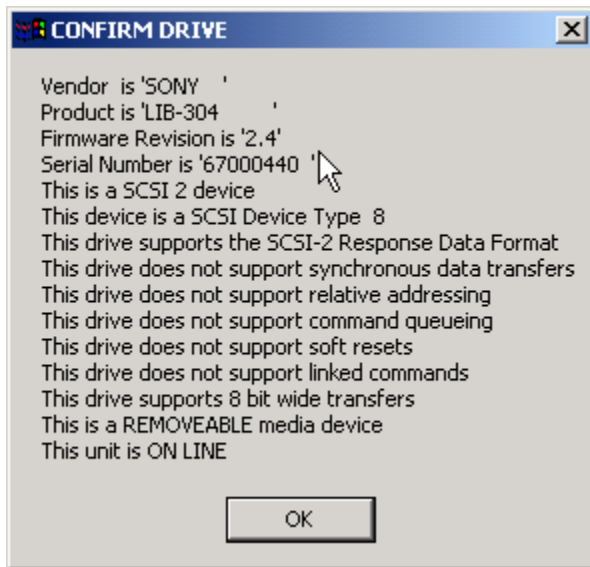 CONFIRM DRIVE
Vendor  is 'SONY    '
Product is 'LIB-304         '
Firmware Revision is '2.4'
Serial Number is '67000440  '
This is a SCSI 2 device
This device is a SCSI Device Type  8
This drive supports the SCSI-2 Response Data Format
This drive does not support synchronous data transfers
This drive does not support relative addressing
This drive does not support command queueing
This drive does not support soft resets
This drive does not support linked commands
This drive supports 8 bit wide transfers
This is a REMOVEABLE media device
This unit is ON LINE
OK